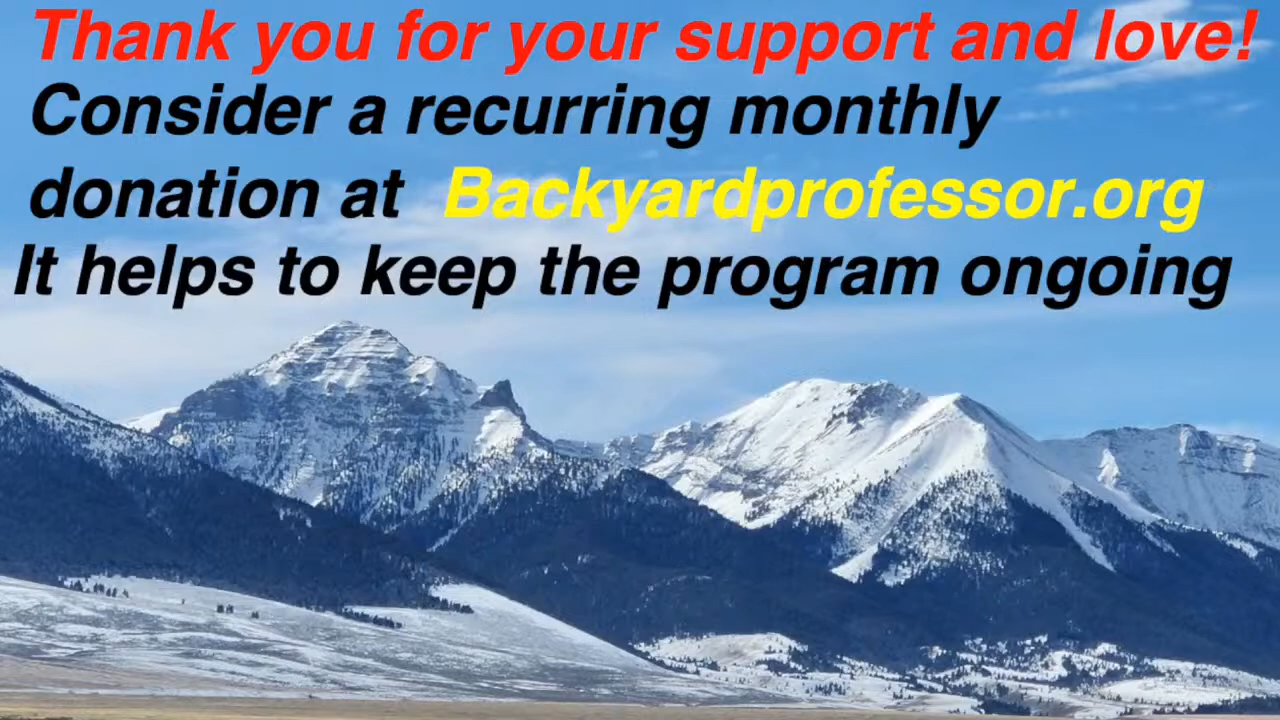 Thank you for your support and love!
Consider a recurring monthly
donation at Backyardprofessor.org
It helps to keep the program ongoing